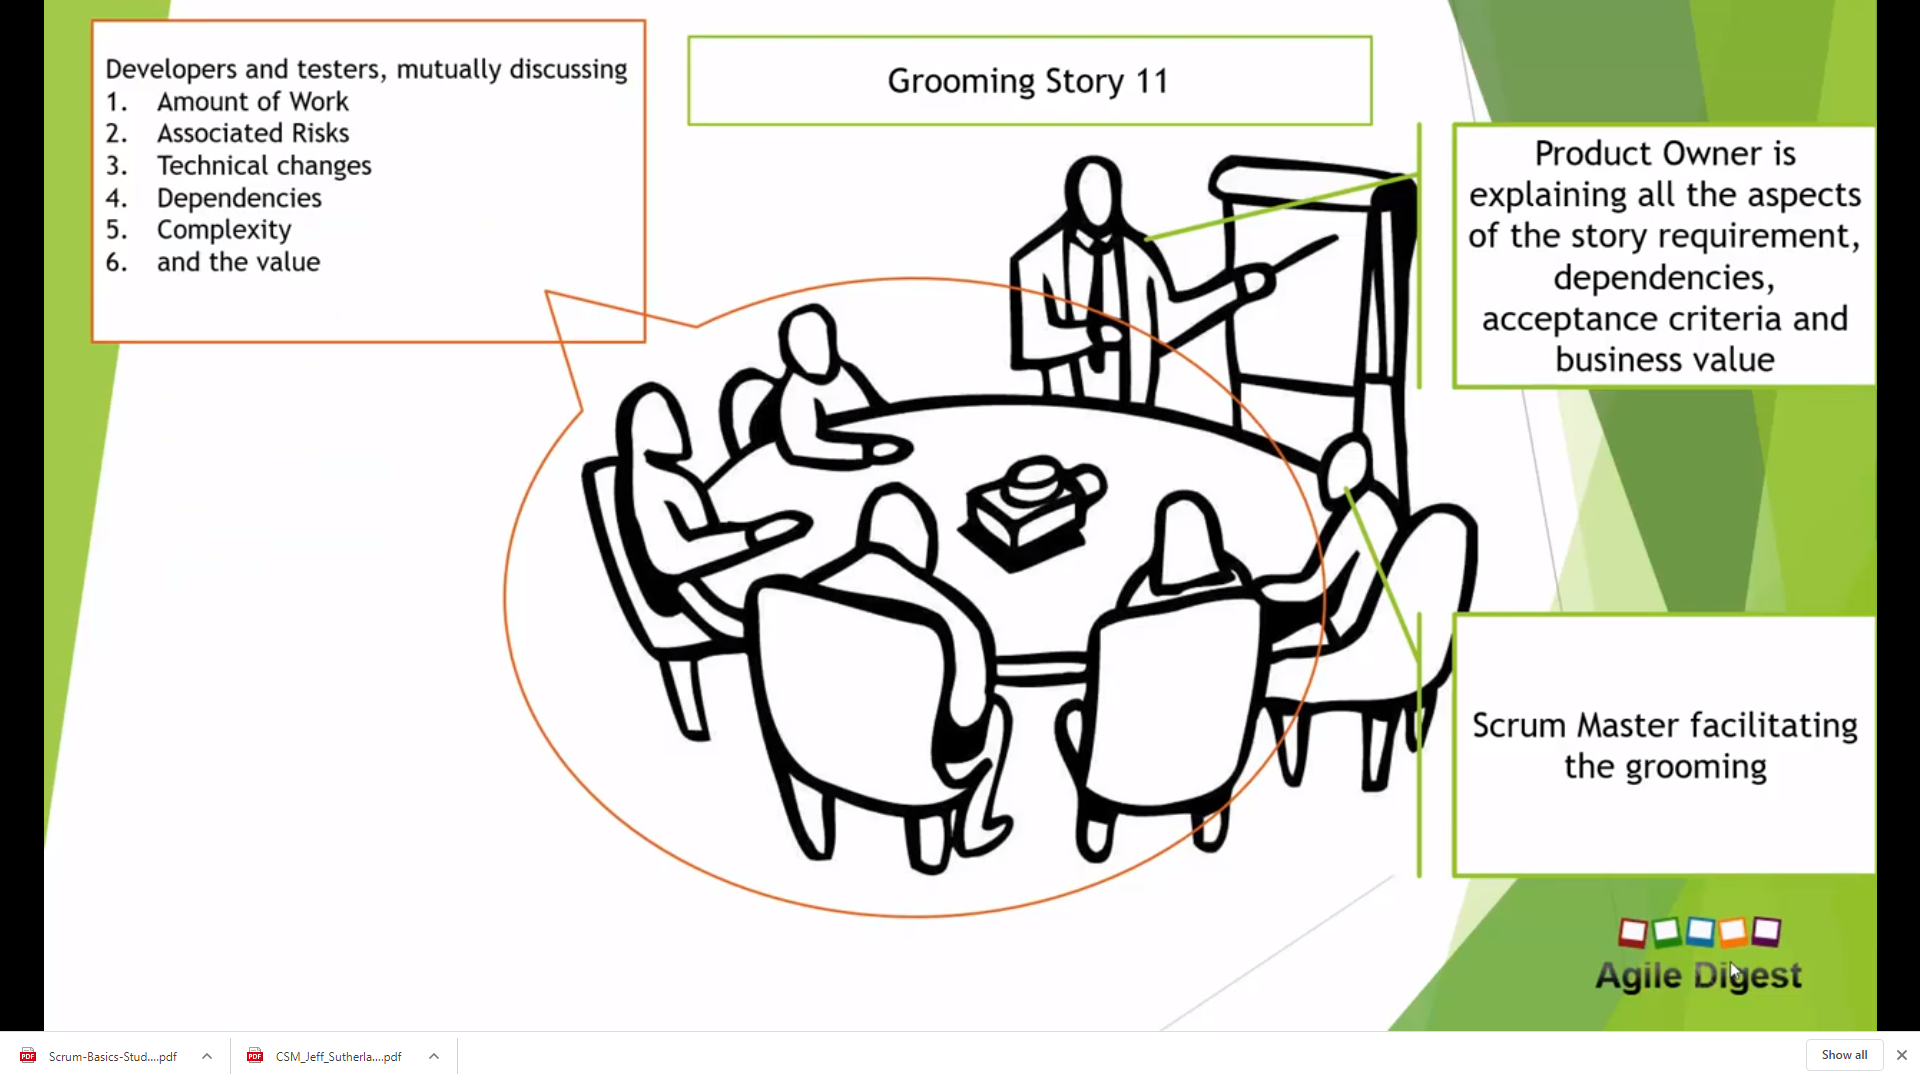 Developers and testers, mutually discussing
1. Amount of Work
2. Associated Risks
3. Technical changes
4. Dependencies
5. Complexity
6. and the value
Grooming Story 11
Product Owner is
explaining all the aspects
of the story requirement,
dependencies,
acceptance criteria and
business value
Scrum Master facilitating
the grooming
Agile Digest
PDF
Scrum-Basics-Stud....pdf
PDF
CSM_Jeff_Sutherla....pdf
Show all